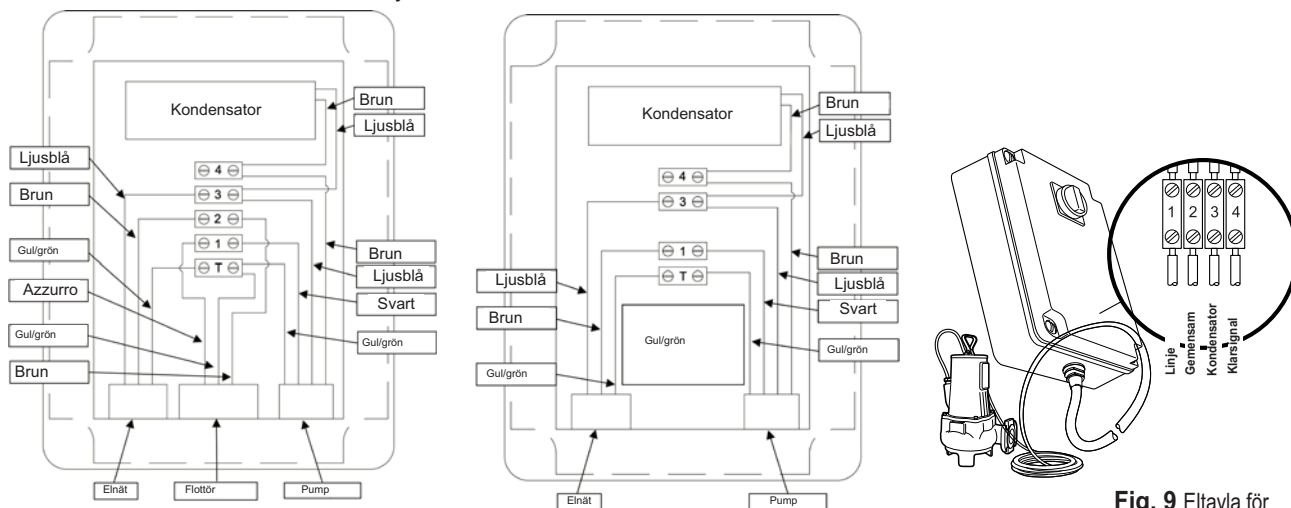 Kondensator
Brun
Ljusblå
Ljusblå
Brun
Gul/grön
Azzurro
Gul/grön
Brun
4
3
2
1
T
Brun
Ljusblå
Svart
Gul/grön
Elnät
Flottör
Pump
Kondensator
Brun
Ljusblå
4
3
1
T
Ljusblå
Brun
Gul/grön
Gul/grön
Brun
Ljusblå
Svart
Gul/grön
Elnät
Pump
1 2 3 4
Linje
Gemensam
Kondensator
Klarsignal
Fig. 9 Eltavla för